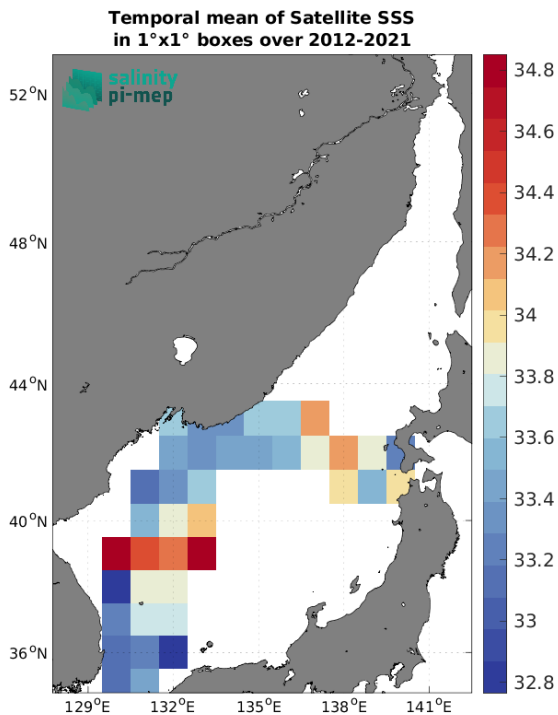 Temporal mean of Satellite SSS
in 1°x1° boxes over 2012-2021
salinity
pi-mep
52°N
48°N
44°N
40°N
36°N
129°E 132°E 135°E 138°E 141°E
34.8
34.6
34.4
34.2
34
33.8
33.6
33.4
33.2
33
32.8